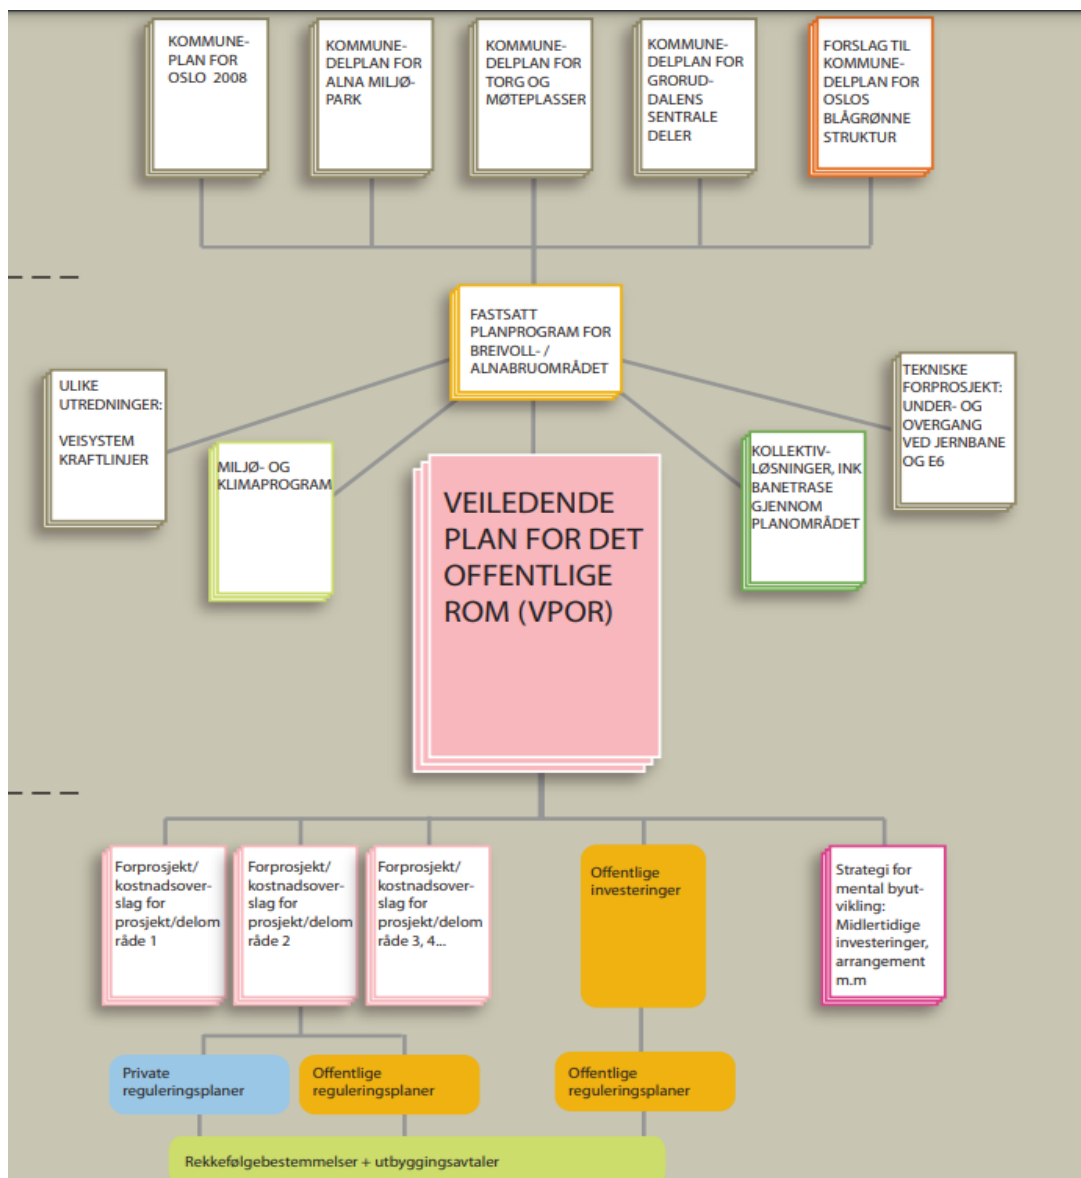 KOMMUNE-
PLAN FOR
OSLO  2008
KOMMUNE-
DELPLAN FOR
ALNA MILJØ-
PARK
KOMMUNE-
DELPLAN FOR
TORG OG
MØTEPLASSER
KOMMUNE-
DELPLAN FOR
GRORUD-
DALENS
SENTRALE
DELER
FORSLAG TIL
KOMMUNE-
DELPLAN FOR
OSLOS
BLÅGRØNNE
STRUKTUR
FASTSATT
PLANPROGRAM FOR
BREIVOLL- /
ALNABRUOMRÅDET
ULIKE
UTREDNINGER:
VEISYSTEM
KRAFTLINJER
MILJØ- OG
KLIMAPROGRAM
VEILEDENDE
PLAN FOR DET
OFFENTLIGE
ROM (VPOR)
KOLLEKTIV-
LØSNINGER, INK
BANETRASE
GJENNOM
PLANOMRÅDET
TEKNISKE
FORPROSJEKT:
UNDER- OG
OVERGANG
VED JERNBANE
OG E6
Forprosjekt/
kostnadsover-
slag for
prosjekt/delom
råde 1
Forprosjekt/
kostnadsover-
slag for
prosjekt/delom
råde 2
Forprosjekt/
kostnadsover-
slag for
prosjekt/delom
råde 3, 4...
Offentlige
investeringer
Strategi for
mental byut-
vikling:
Midlertidige
investeringer,
arrangement
m.m
Private
reguleringsplaner
Offentlige
reguleringsplaner
Offentlige
reguleringsplaner
Rekkefølgebestemmelser + utbyggingsavtaler